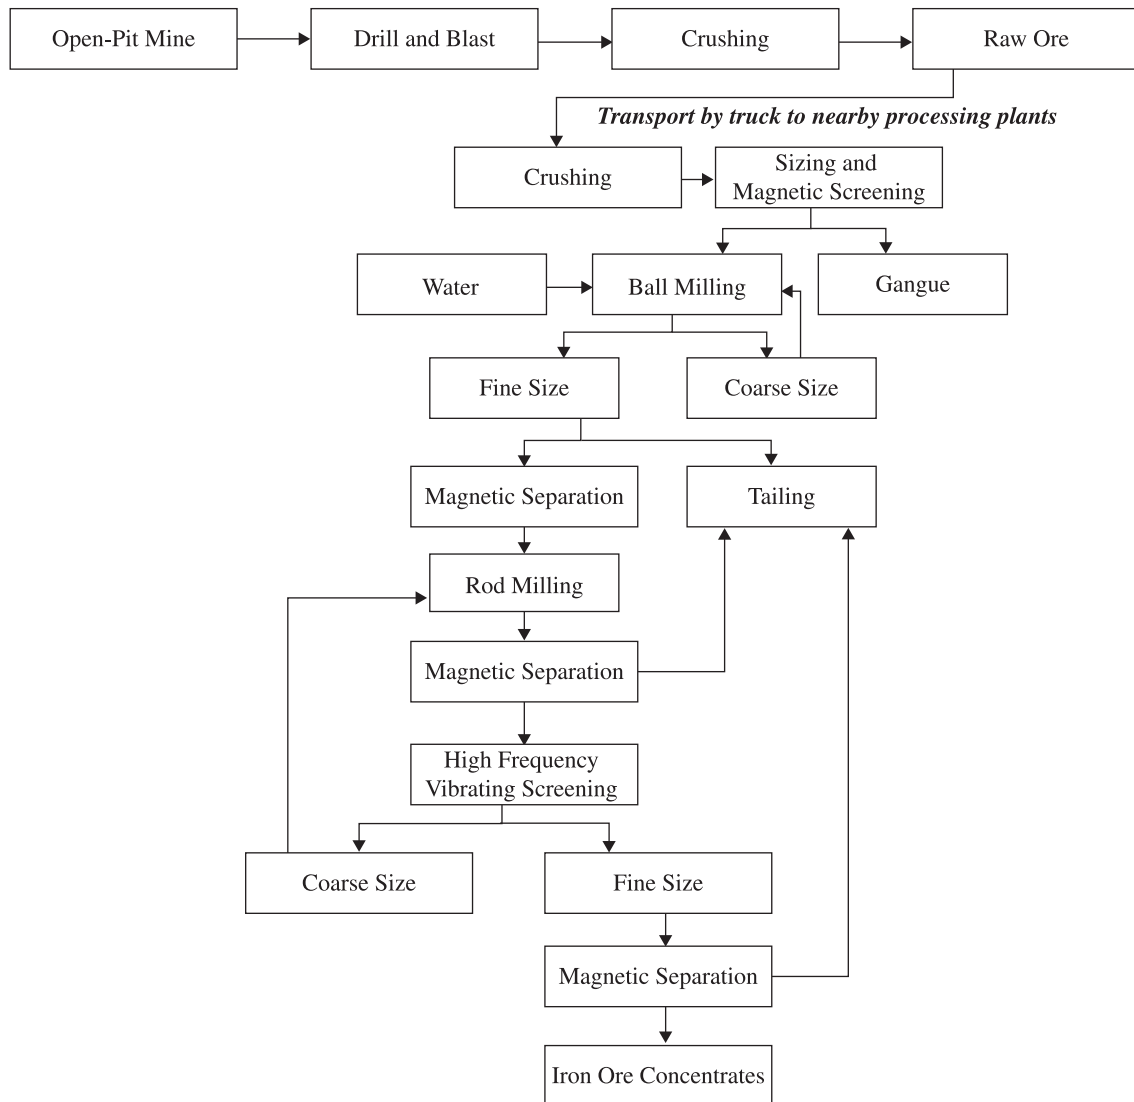 Open-Pit Mine
Drill and Blast
Crushing
Raw Ore
Transport by truck to nearby processing plants
Crushing
Sizing and
Magnetic Screening
Water
Ball Milling
Gangue
Fine Size
Coarse Size
Magnetic Separation
Tailing
Rod Milling
Magnetic Separation
High Frequency
Vibrating Screening
Coarse Size
Fine Size
Magnetic Separation
Iron Ore Concentrates